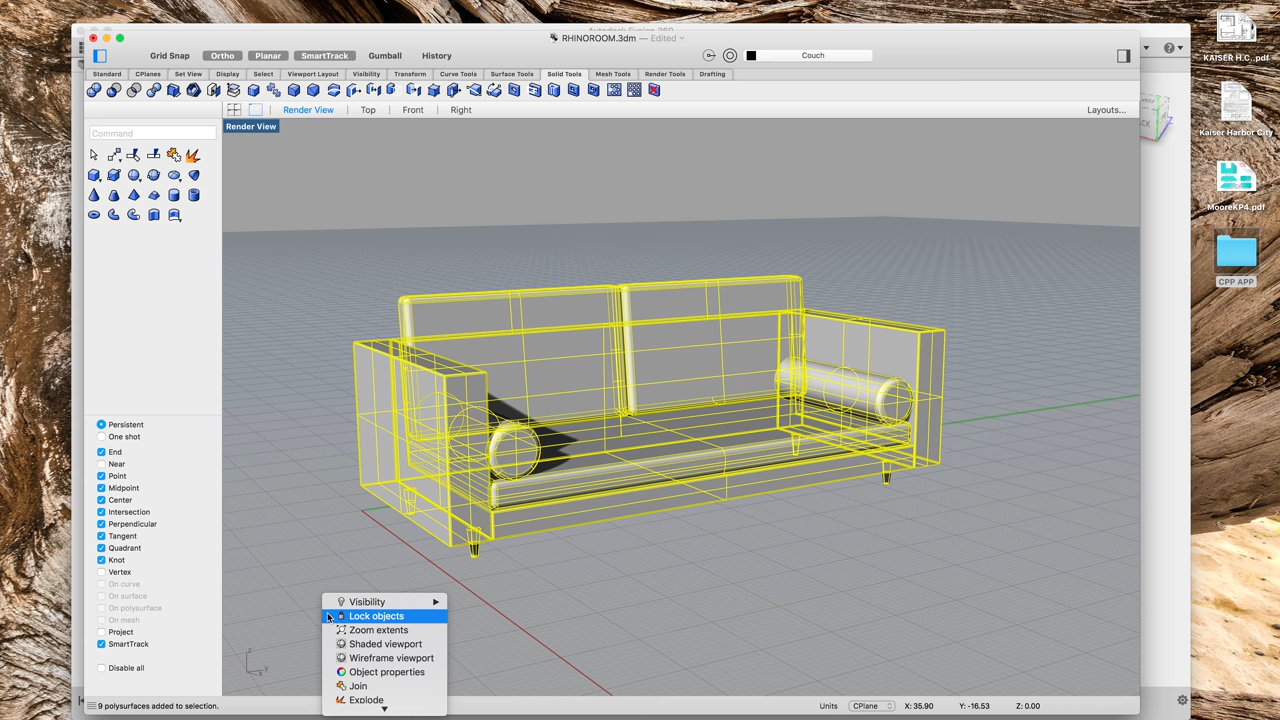 RHINOROOM.3dm — Edited
Grid Snap Ortho Planar SmartTrack Gumball History Couch
Standard CPlanes Set View Display Select Viewport Layout Visibility Transform Curve Tools Surface Tools Solid Tools Mesh Tools Render Tools Drafting
Render View Top Front Right Layouts...
Render View
Command
Persistent
One shot
End
Near
Point
Midpoint
Center
Intersection
Perpendicular
Tangent
Quadrant
Knot
Vertex
On curve
On surface
On polysurface
On mesh
Project
SmartTrack
Disable all
Visibility
Lock objects
Zoom extents
Shaded viewport
Wireframe viewport
Object properties
Join
Explode
z
y
x
9 polysurfaces added to selection.
Units CPlane X: 35.90 Y: -16.53 Z: 0.00
KAISER H.C..pdf
Kaiser Harbor City
MooreKP4.pdf
CPP APP
Z